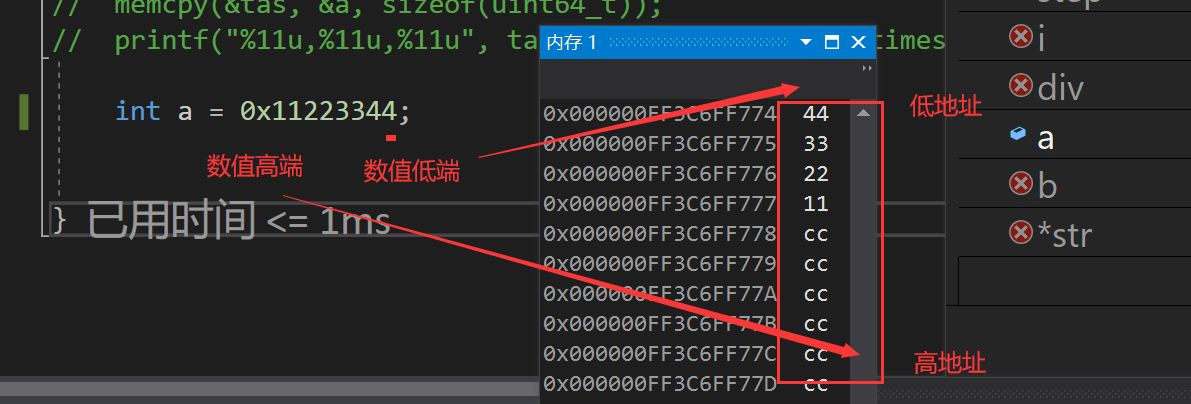 //  memcpy(&tas, &a, sizeof(uint64_t));
//  printf("%11u,%11u,%11u", ta
times
int a = 0x11223344;
数值高端
数值低端
} 已用时间 <= 1ms
内存 1
0x000000FF3C6FF774 44
0x000000FF3C6FF775 33
0x000000FF3C6FF776 22
0x000000FF3C6FF777 11
0x000000FF3C6FF778 cc
0x000000FF3C6FF779 cc
0x000000FF3C6FF77A cc
0x000000FF3C6FF77B cc
0x000000FF3C6FF77C cc
0x000000FF3C6FF77D cc
低地址
高地址
i
div
a
b
*str